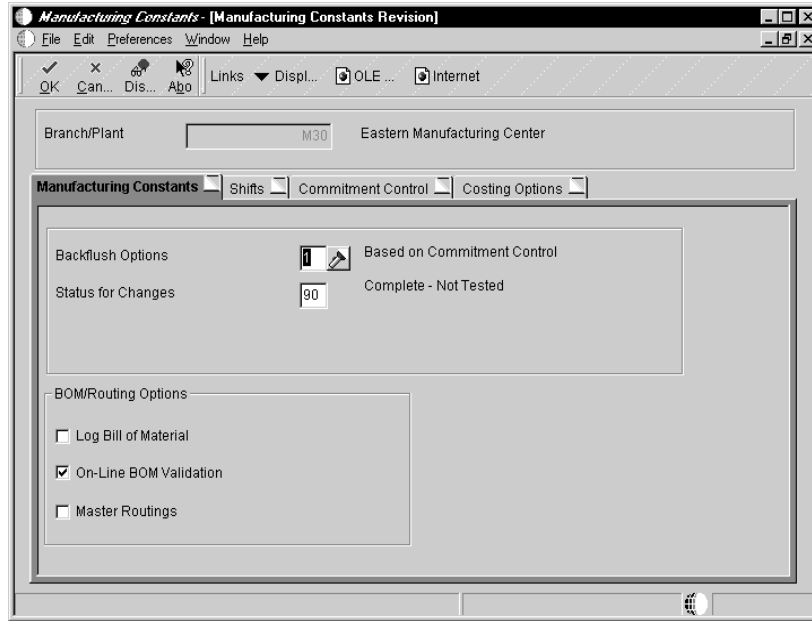 Manufacturing Constants - [Manufacturing Constants Revision]
File Edit Preferences Window Help
OK Can... Dis... Abo Links Displ... OLE ... Internet
Branch/Plant M30 Eastern Manufacturing Center
Manufacturing Constants Shifts Commitment Control Costing Options
Backflush Options 1 Based on Commitment Control
Status for Changes 90 Complete - Not Tested
BOM/Routing Options
Log Bill of Material
On-Line BOM Validation
Master Routings